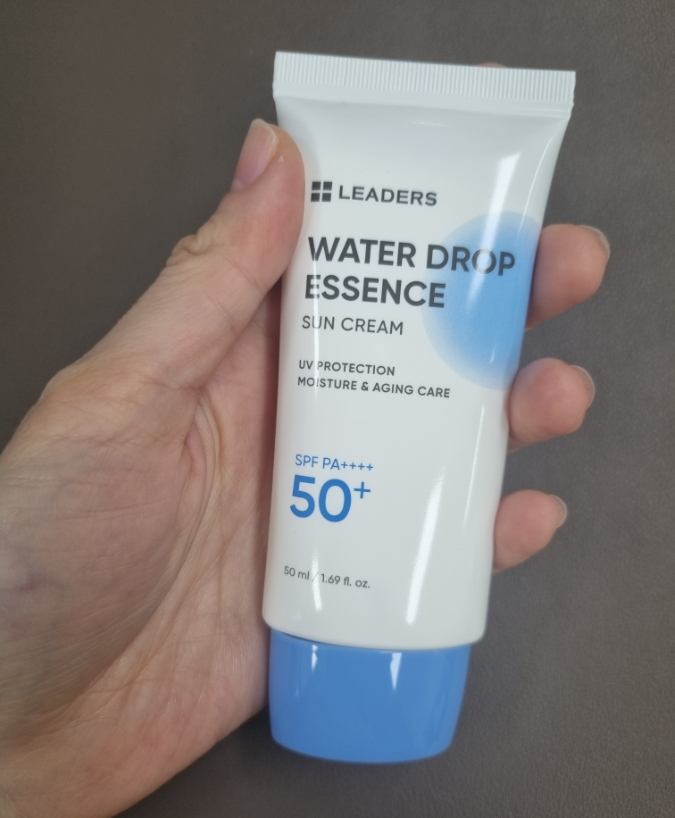 LEADERS
WATER DROP
ESSENCE
SUN CREAM
UV PROTECTION
MOISTURE & AGING CARE
SPF PA++++
50+
50 ml / 1.69 fl. oz.